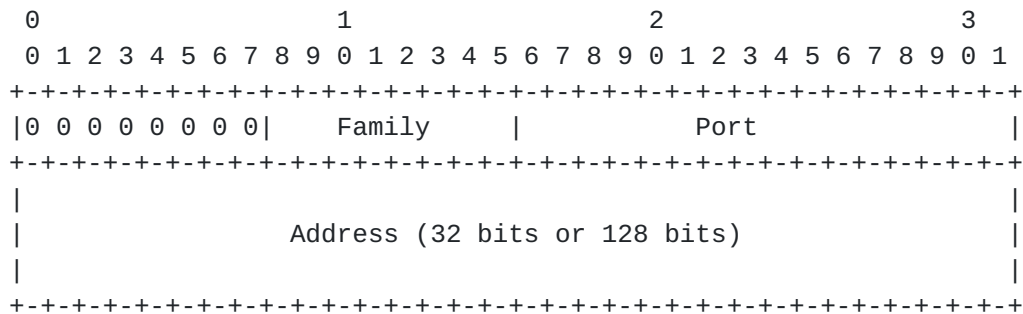 0                   1                   2                   3
 0 1 2 3 4 5 6 7 8 9 0 1 2 3 4 5 6 7 8 9 0 1 2 3 4 5 6 7 8 9 0 1
+-+-+-+-+-+-+-+-+-+-+-+-+-+-+-+-+-+-+-+-+-+-+-+-+-+-+-+-+-+-+-+-+
|0 0 0 0 0 0 0 0|    Family     |           Port                |
+-+-+-+-+-+-+-+-+-+-+-+-+-+-+-+-+-+-+-+-+-+-+-+-+-+-+-+-+-+-+-+-+
|                                                               |
|                 Address (32 bits or 128 bits)                 |
|                                                               |
+-+-+-+-+-+-+-+-+-+-+-+-+-+-+-+-+-+-+-+-+-+-+-+-+-+-+-+-+-+-+-+-+